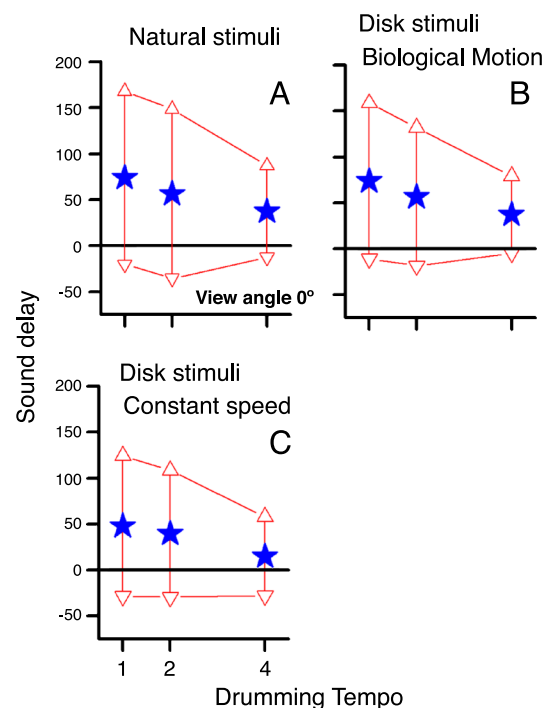 Natural stimuli
A
Disk stimuli
Biological Motion
B
200
150
100
50
0
-50
View angle 0°
Disk stimuli
Constant speed
C
200
150
100
50
0
-50
Sound delay
1 2 4
Drumming Tempo